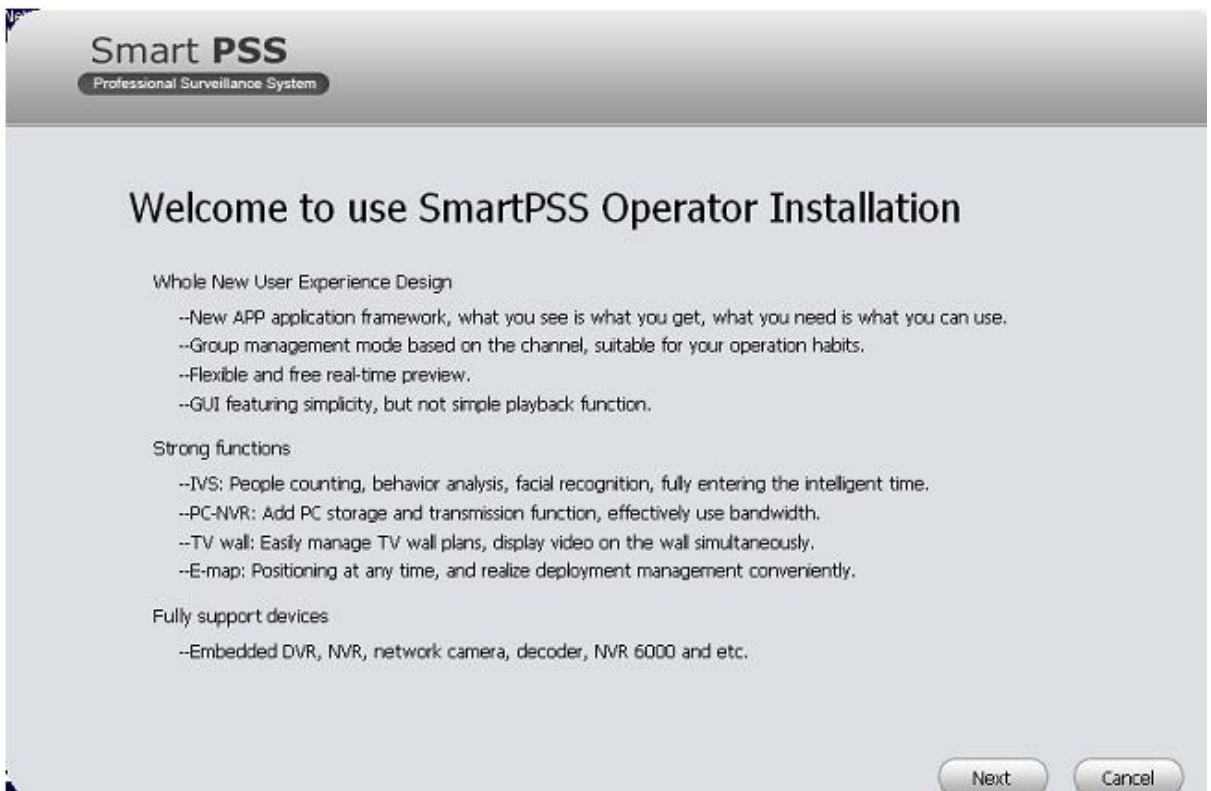 Smart PSS
Professional Surveillance System
Welcome to use SmartPSS Operator Installation
Whole New User Experience Design
--New APP application framework, what you see is what you get, what you need is what you can use.
--Group management mode based on the channel, suitable for your operation habits.
--Flexible and free real-time preview.
--GUI featuring simplicity, but not simple playback function.
Strong functions
--IVS: People counting, behavior analysis, facial recognition, fully entering the intelligent time.
--PC-NVR: Add PC storage and transmission function, effectively use bandwidth.
--TV wall: Easily manage TV wall plans, display video on the wall simultaneously.
--E-map: Positioning at any time, and realize deployment management conveniently.
Fully support devices
--Embedded DVR, NVR, network camera, decoder, NVR 6000 and etc.
Next Cancel